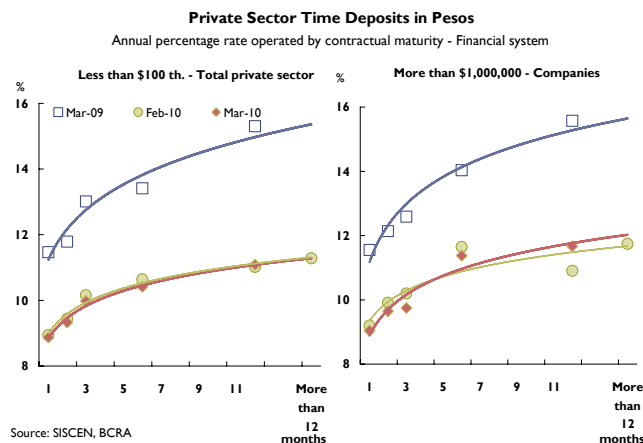 Private Sector Time Deposits in Pesos
Annual percentage rate operated by contractual maturity - Financial system
Less than $100 th. - Total private sector
%
16
14
12
10
8
Mar-09
Feb-10
Mar-10
1
3
5
7
9
11
More
than
12
months
More than $1,000,000 - Companies
%
16
14
12
10
8
1
3
5
7
9
11
More
than
12
months
Source: SISCEN, BCRA